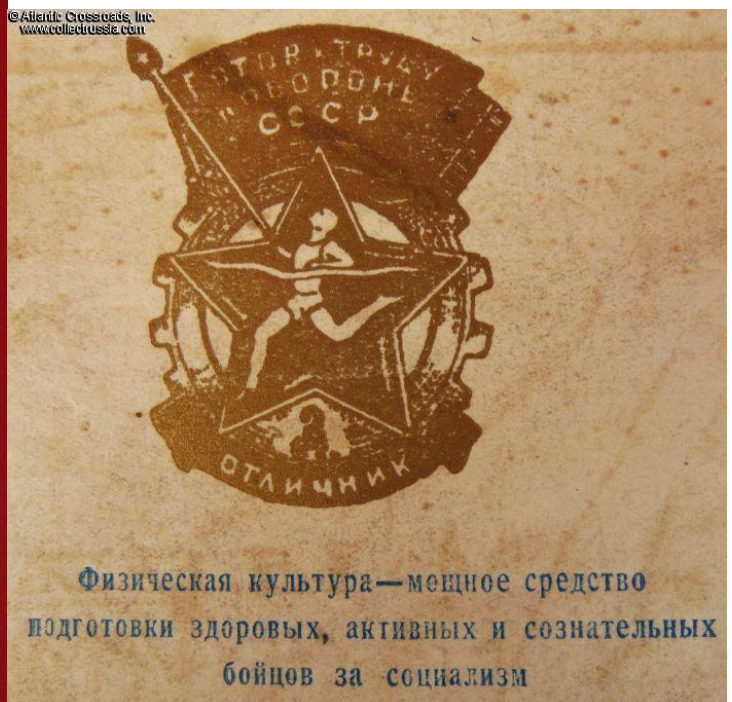 © Atlantic Crossroads, Inc.
www.collectrussia.com
ГОТОВ К ТРУДУ
И ОБОРОНЕ
СССР
ОТЛИЧНИК
Физическая культура—мощное средство
подготовки здоровых, активных и сознательных
бойцов за социализм